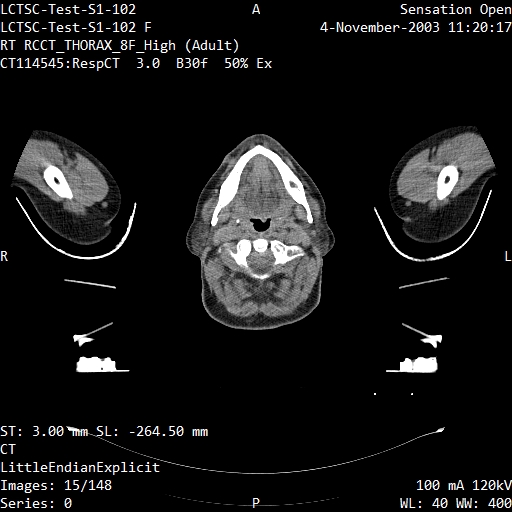 LCTSC-Test-S1-102 A Sensation Open
LCTSC-Test-S1-102 F 4-November-2003 11:20:17
RT RCCT_THORAX_8F_High (Adult)
CT114545:RespCT 3.0 B30f 50% Ex
R L
ST: 3.00 mm SL: -264.50 mm
CT
LittleEndianExplicit
Images: 15/148 100 mA 120kV
Series: 0 P WL: 40 WW: 400